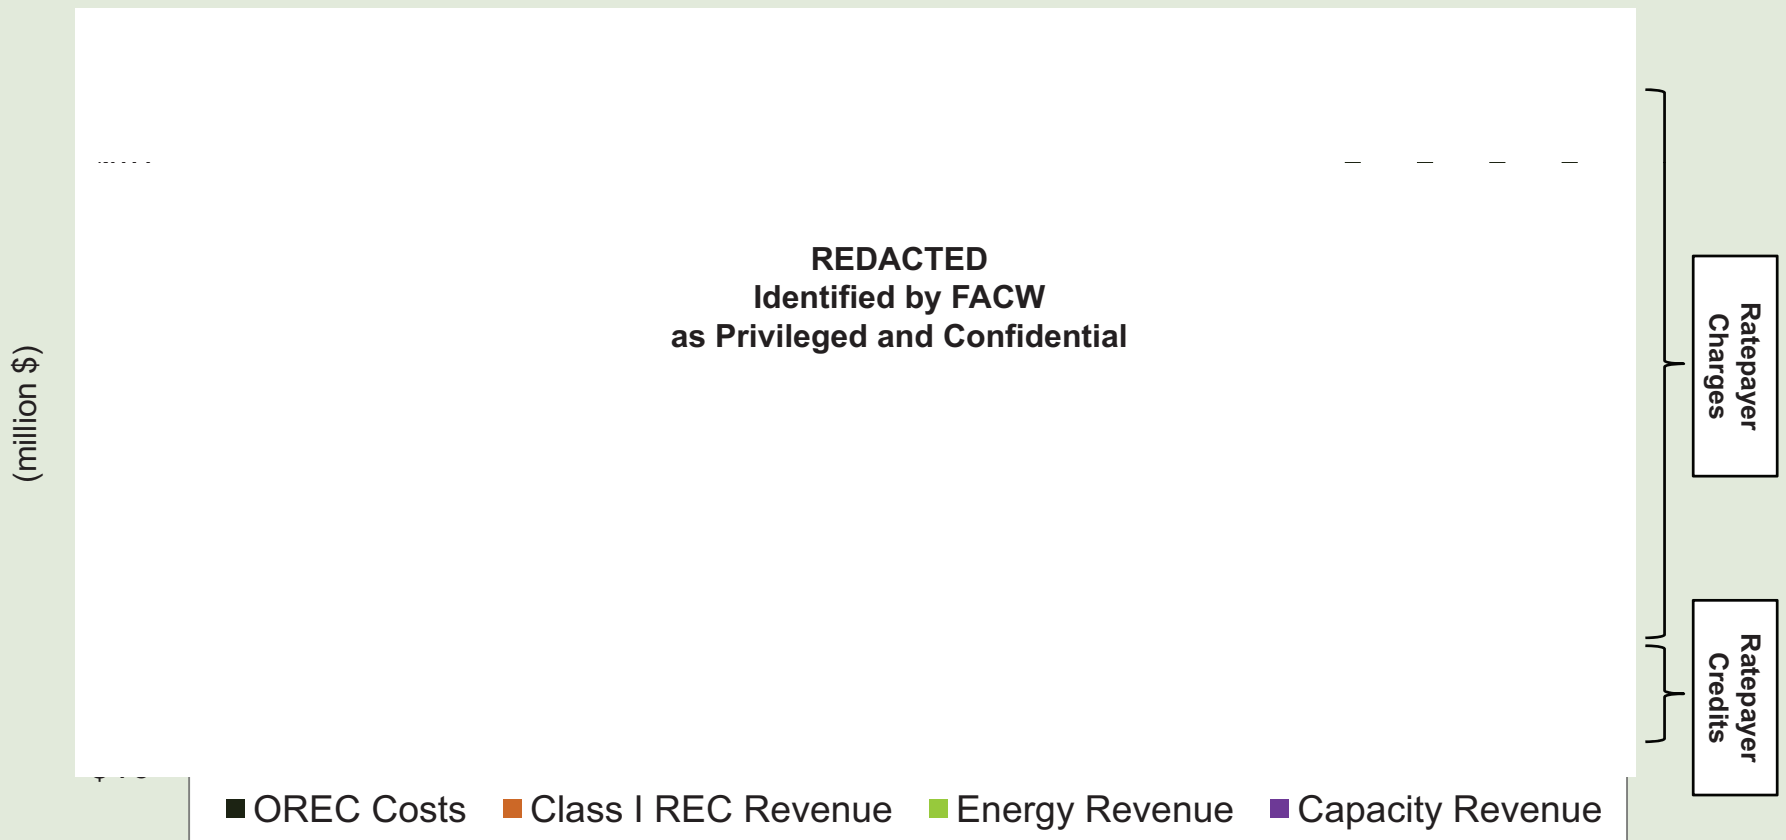 REDACTED
Identified by FACW
as Privileged and Confidential
(million $)
Ratepayer
Charges
Ratepayer
Credits
OREC Costs Class I REC Revenue Energy Revenue Capacity Revenue